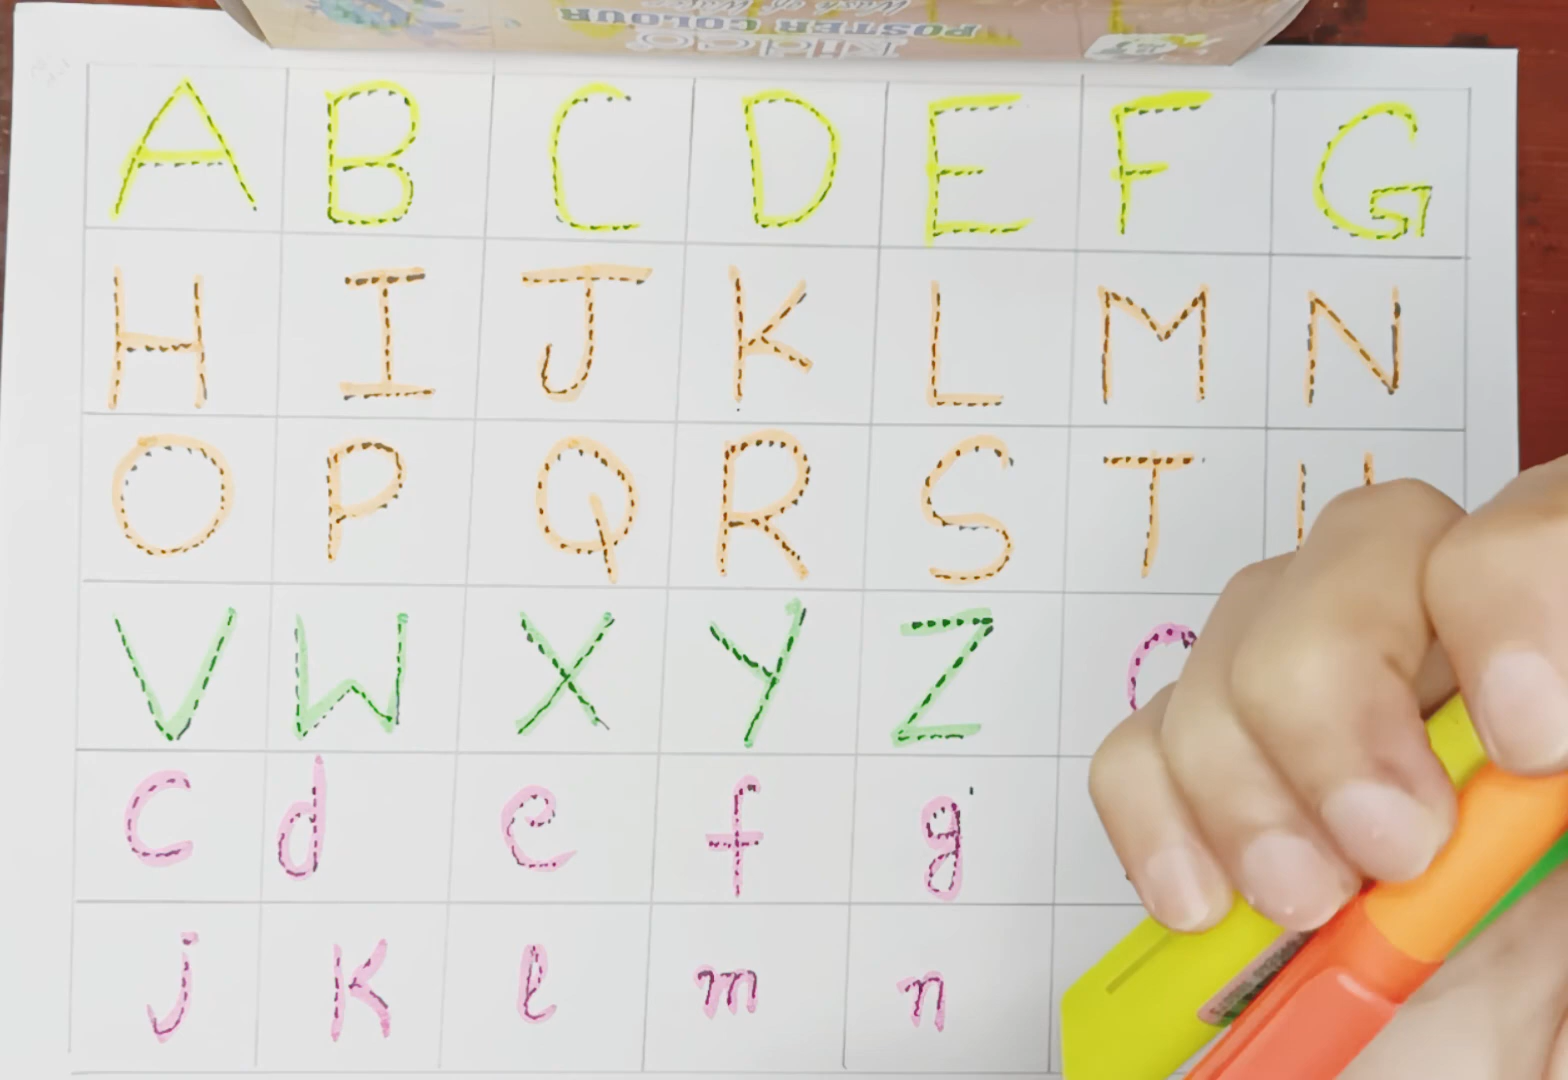 POSTER COLOUR
A B C D E F G
H I J K L M N
O P Q R S T U
V W X Y Z
c d e f g
j k l m n